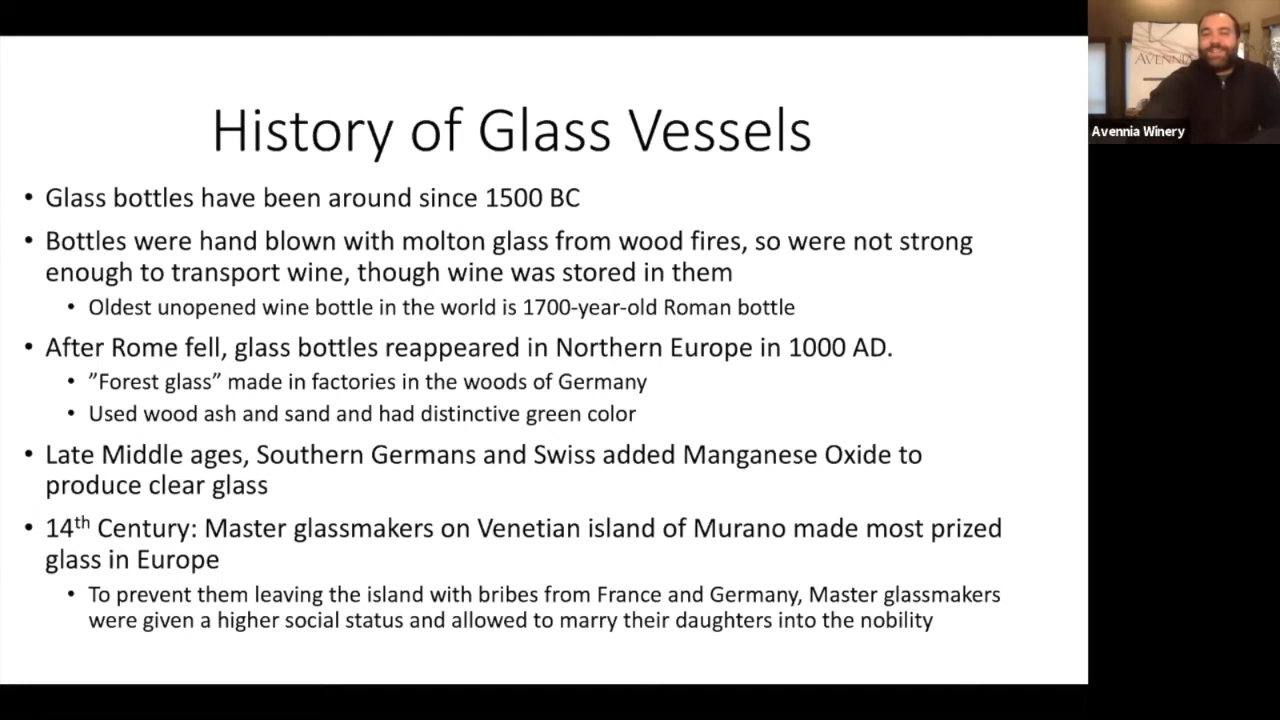 History of Glass Vessels
• Glass bottles have been around since 1500 BC
• Bottles were hand blown with molton glass from wood fires, so were not strong
enough to transport wine, though wine was stored in them
• Oldest unopened wine bottle in the world is 1700-year-old Roman bottle
• After Rome fell, glass bottles reappeared in Northern Europe in 1000 AD.
• ”Forest glass” made in factories in the woods of Germany
• Used wood ash and sand and had distinctive green color
• Late Middle ages, Southern Germans and Swiss added Manganese Oxide to
produce clear glass
• 14th Century: Master glassmakers on Venetian island of Murano made most prized
glass in Europe
• To prevent them leaving the island with bribes from France and Germany, Master glassmakers
were given a higher social status and allowed to marry their daughters into the nobility
Avennia Winery